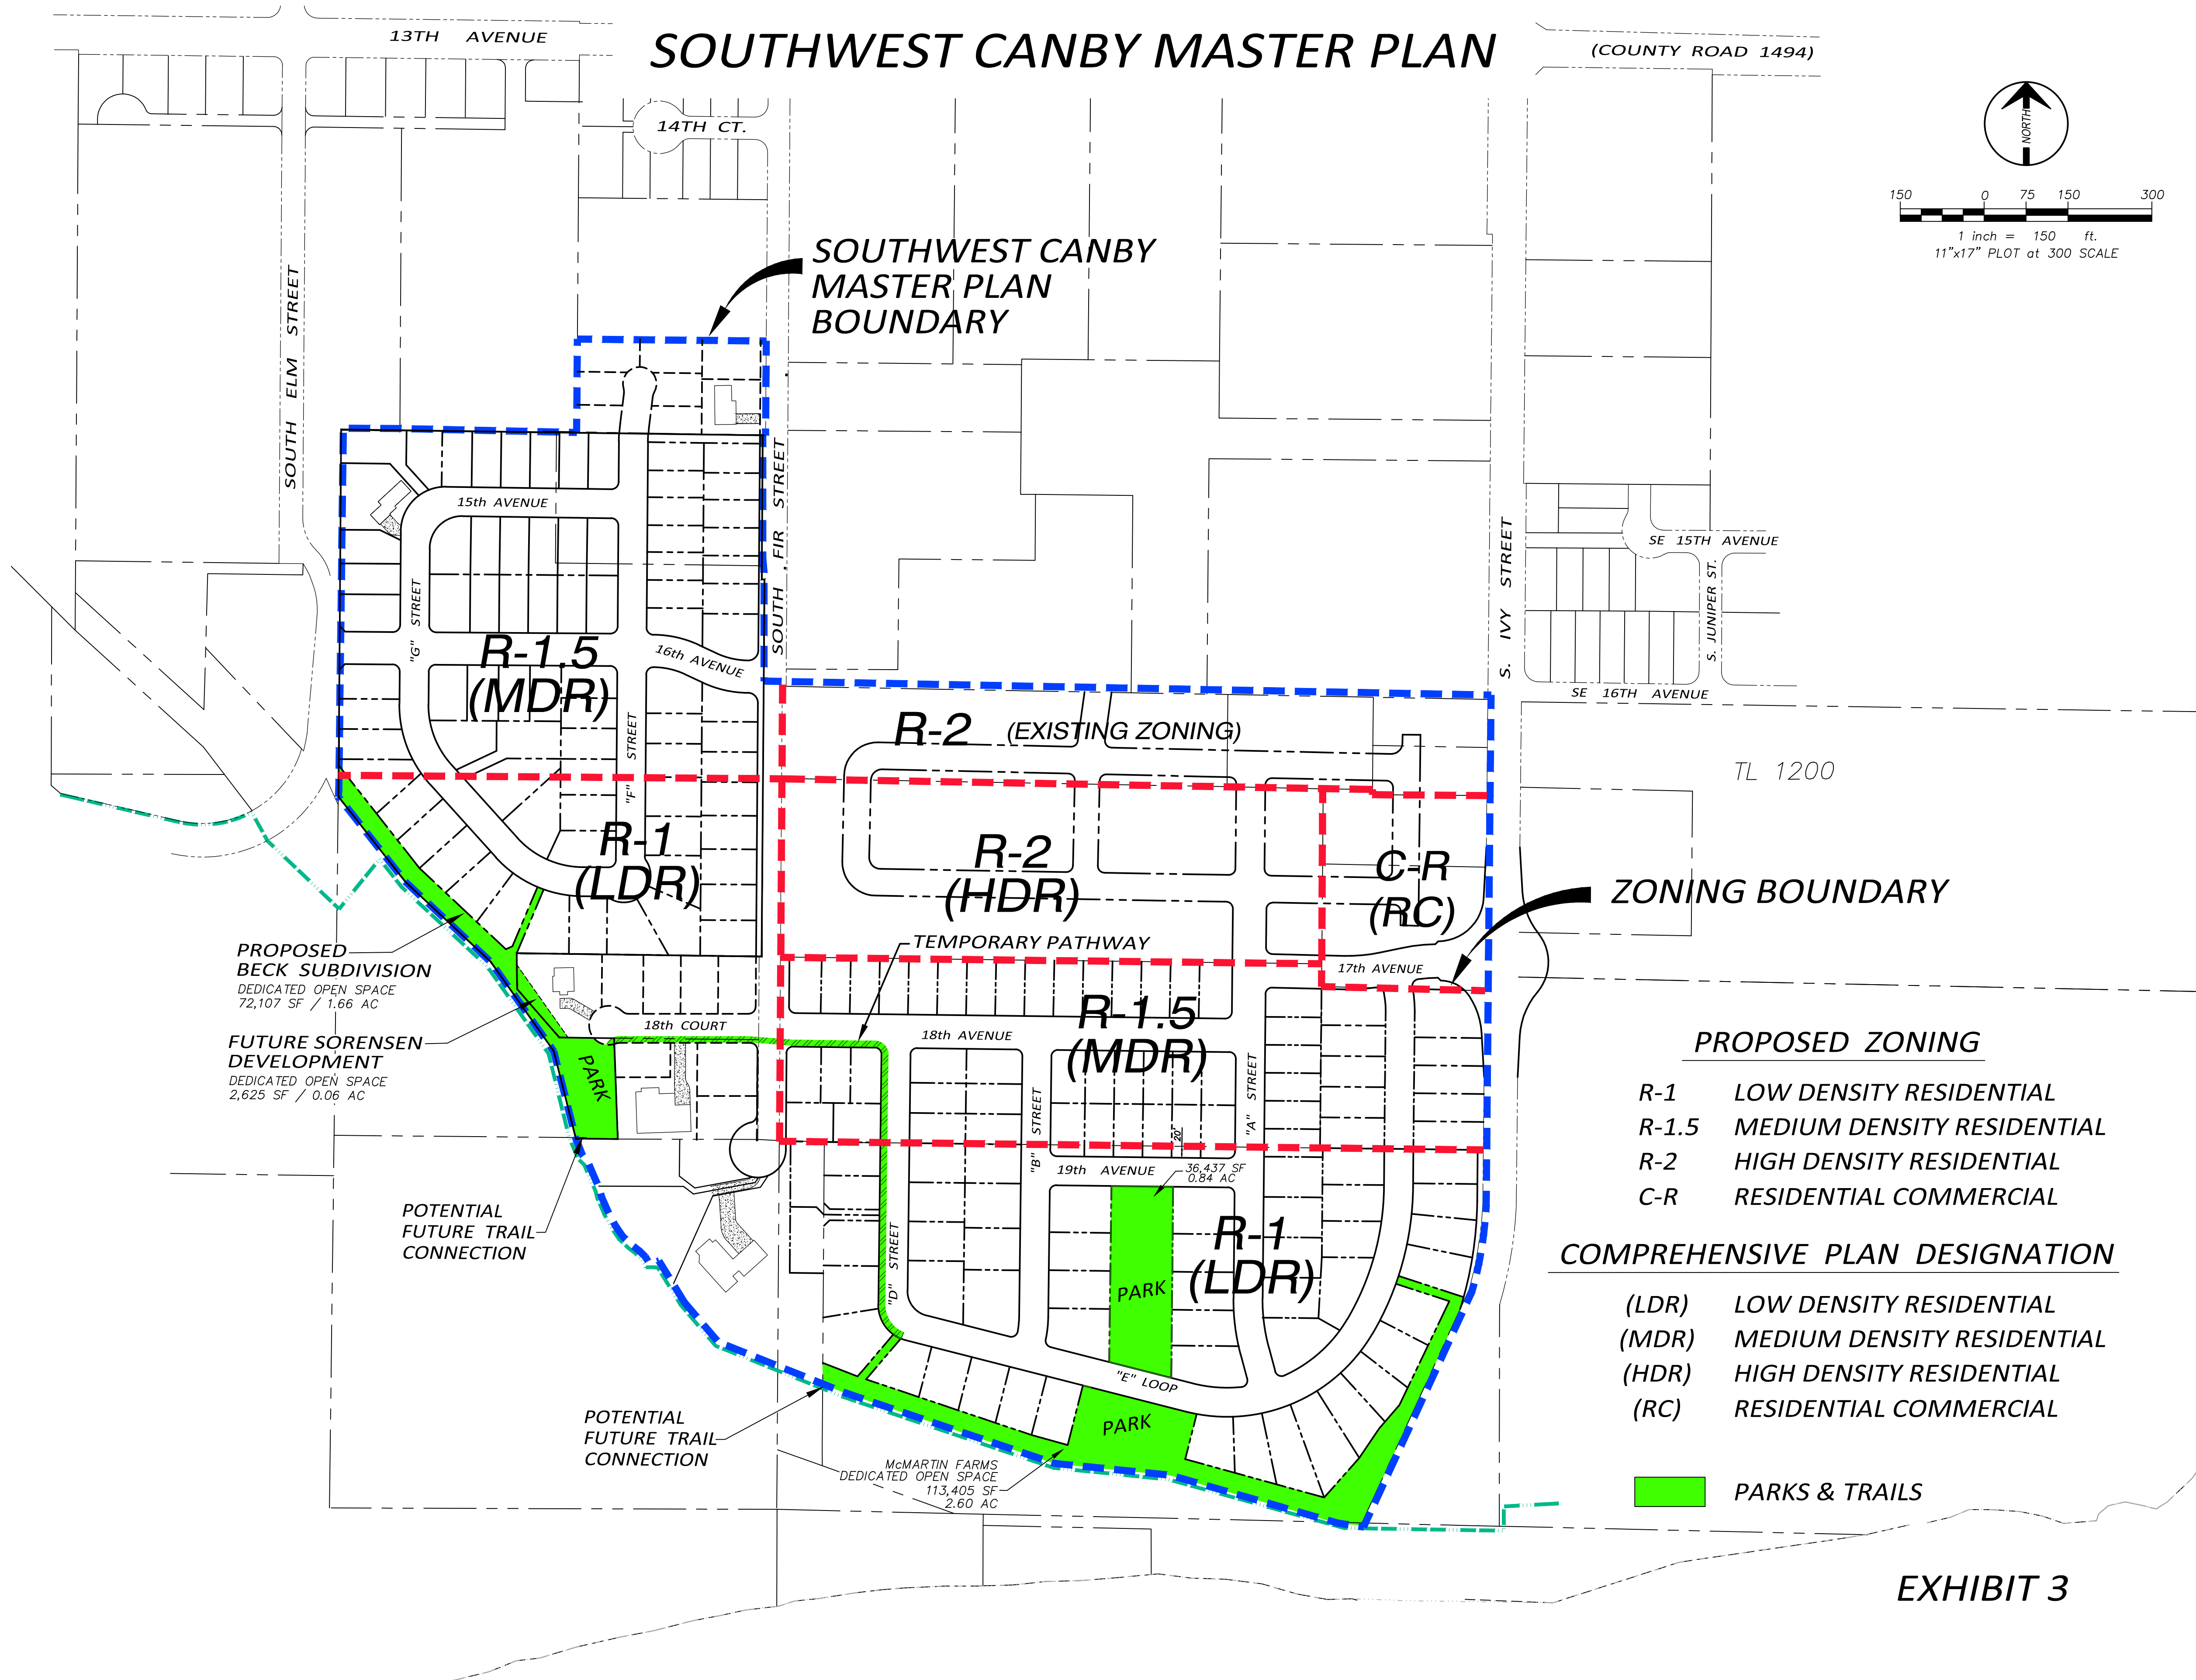 SOUTHWEST CANBY MASTER PLAN
13TH AVENUE
(COUNTY ROAD 1494)
14TH CT.
NORTH
150 0 75 150 300
1 inch = 150 ft.
11"x17" PLOT at 300 SCALE
SOUTHWEST CANBY
MASTER PLAN
BOUNDARY
SOUTH ELM STREET
SOUTH FIR STREET
S. IVY STREET
15th AVENUE
SE 15TH AVENUE
S. JUNIPER ST.
"G" STREET
R-1.5
(MDR)
16th AVENUE
SE 16TH AVENUE
"F" STREET
R-2 (EXISTING ZONING)
TL 1200
R-1
(LDR)
R-2
(HDR)
C-R
(RC)
ZONING BOUNDARY
PROPOSED
BECK SUBDIVISION
DEDICATED OPEN SPACE
72,107 SF / 1.66 AC
TEMPORARY PATHWAY
17th AVENUE
FUTURE SORENSEN
DEVELOPMENT
DEDICATED OPEN SPACE
2,625 SF / 0.06 AC
18th COURT
18th AVENUE
R-1.5
(MDR)
PARK
"B" STREET
"A" STREET
20'
19th AVENUE
36,437 SF
0.84 AC
POTENTIAL
FUTURE TRAIL
CONNECTION
"D" STREET
PARK
R-1
(LDR)
"E" LOOP
PARK
POTENTIAL
FUTURE TRAIL
CONNECTION
McMARTIN FARMS
DEDICATED OPEN SPACE
113,405 SF
2.60 AC
PROPOSED ZONING
R-1 LOW DENSITY RESIDENTIAL
R-1.5 MEDIUM DENSITY RESIDENTIAL
R-2 HIGH DENSITY RESIDENTIAL
C-R RESIDENTIAL COMMERCIAL
COMPREHENSIVE PLAN DESIGNATION
(LDR) LOW DENSITY RESIDENTIAL
(MDR) MEDIUM DENSITY RESIDENTIAL
(HDR) HIGH DENSITY RESIDENTIAL
(RC) RESIDENTIAL COMMERCIAL
PARKS & TRAILS
EXHIBIT 3